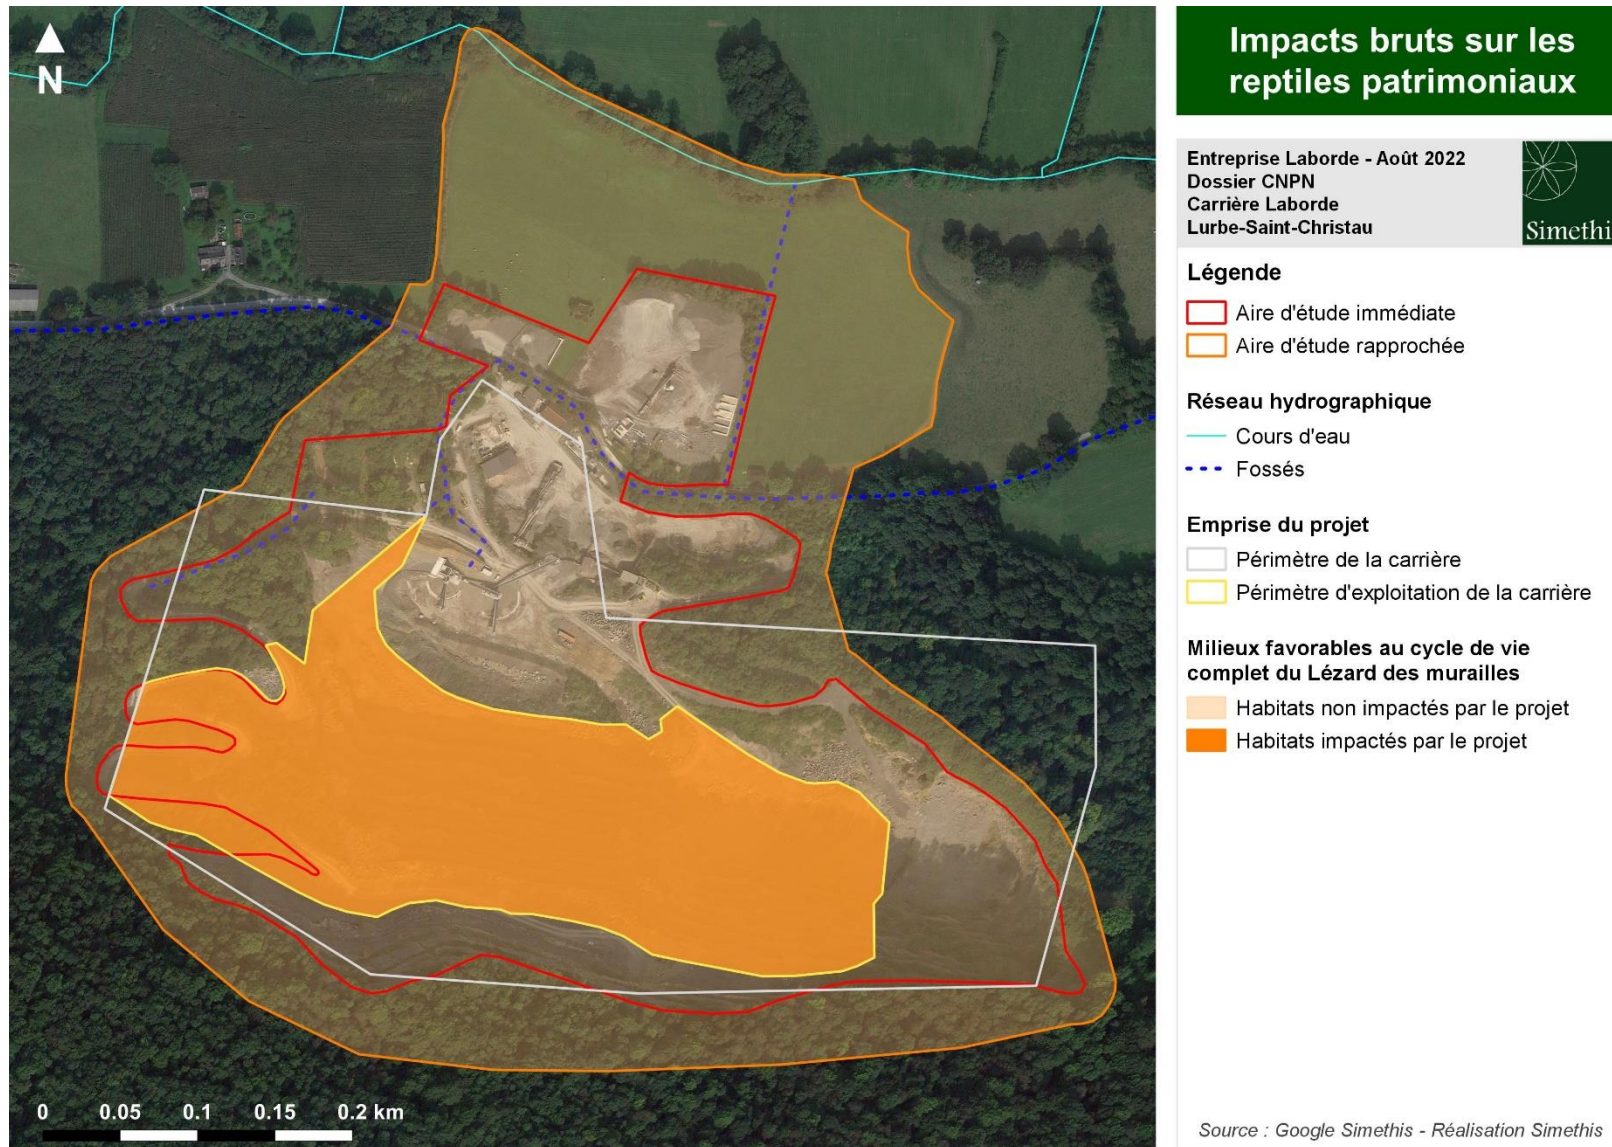 Impacts bruts sur les
reptiles patrimoniaux
Entreprise Laborde - Août 2022
Dossier CNPN
Carrière Laborde
Lurbe-Saint-Christau
Simethi
Légende
Aire d'étude immédiate
Aire d'étude rapprochée
Réseau hydrographique
Cours d'eau
Fossés
Emprise du projet
Périmètre de la carrière
Périmètre d'exploitation de la carrière
Milieux favorables au cycle de vie
complet du Lézard des murailles
Habitats non impactés par le projet
Habitats impactés par le projet
N
0 0.05 0.1 0.15 0.2 km
Source : Google Simethis - Réalisation Simethis